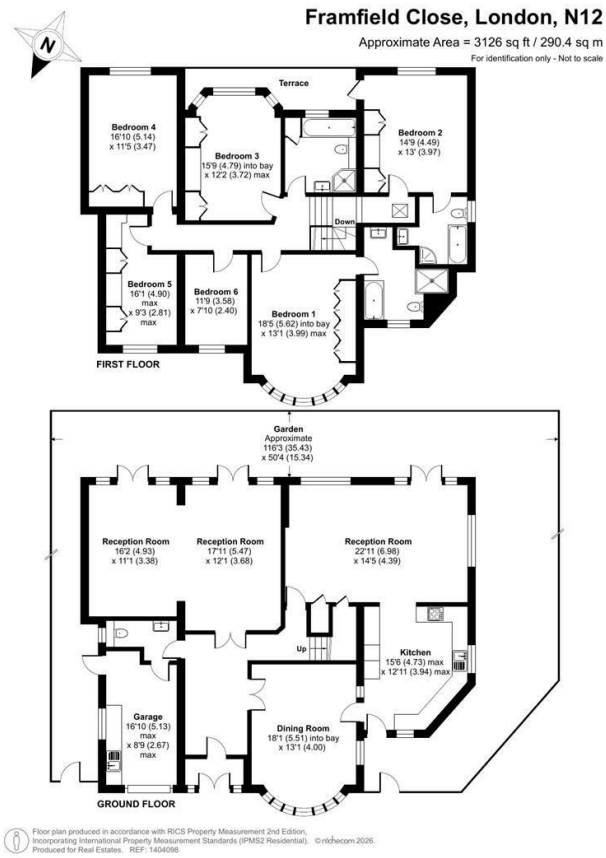 Framfield Close, London, N12
Approximate Area = 3126 sq ft / 290.4 sq m
For identification only - Not to scale
N
Terrace
Bedroom 4
16'10 (5.14)
x 11'5 (3.47)
Bedroom 3
15'9 (4.79) into bay
x 12'2 (3.72) max
Bedroom 2
14'9 (4.49)
x 13' (3.97)
Down
Bedroom 5
16'1 (4.90)
max
x 9'3 (2.81)
max
Bedroom 6
11'9 (3.58)
x 7'10 (2.40)
Bedroom 1
18'5 (5.62) into bay
x 13'1 (3.99) max
FIRST FLOOR
Garden
Approximate
116'3 (35.43)
x 50'4 (15.34)
Reception Room
16'2 (4.93)
x 11'1 (3.38)
Reception Room
17'11 (5.47)
x 12'1 (3.68)
Reception Room
22'11 (6.98)
x 14'5 (4.39)
Up
Kitchen
15'6 (4.73) max
x 12'11 (3.94) max
Garage
16'10 (5.13)
max
x 8'9 (2.67)
max
Dining Room
18'1 (5.51) into bay
x 13'1 (4.00)
GROUND FLOOR
Floor plan produced in accordance with RICS Property Measurement 2nd Edition,
Incorporating International Property Measurement Standards (IPMS2 Residential). © nichecom 2026.
Produced for Real Estates. REF: 1404098